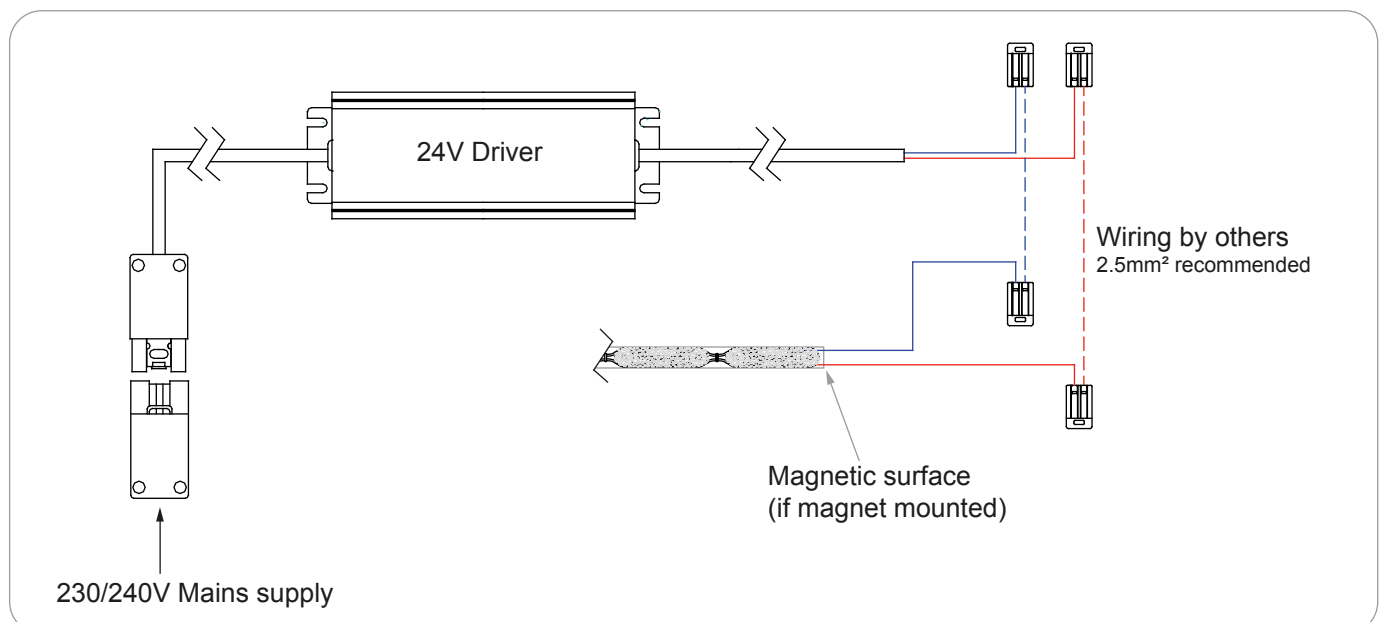 24V Driver
Wiring by others
2.5mm² recommended
Magnetic surface
(if magnet mounted)
230/240V Mains supply